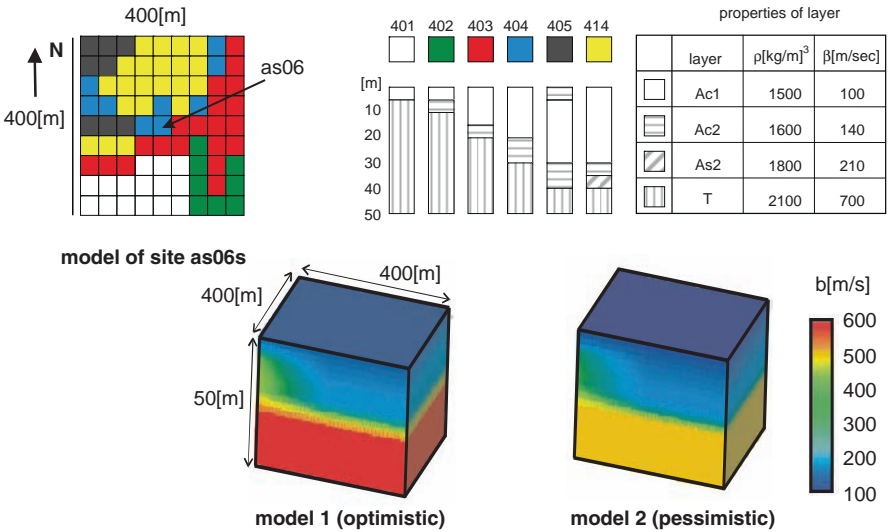 400[m]
N
400[m]
as06
401 402 403 404 405 414
[m]
10
20
30
40
50
properties of layer
layer ρ[kg/m]³ β[m/sec]
Ac1 1500 100
Ac2 1600 140
As2 1800 210
T 2100 700
model of site as06s
400[m]
400[m]
50[m]
b[m/s]
600
500
400
300
200
100
model 1 (optimistic)
model 2 (pessimistic)